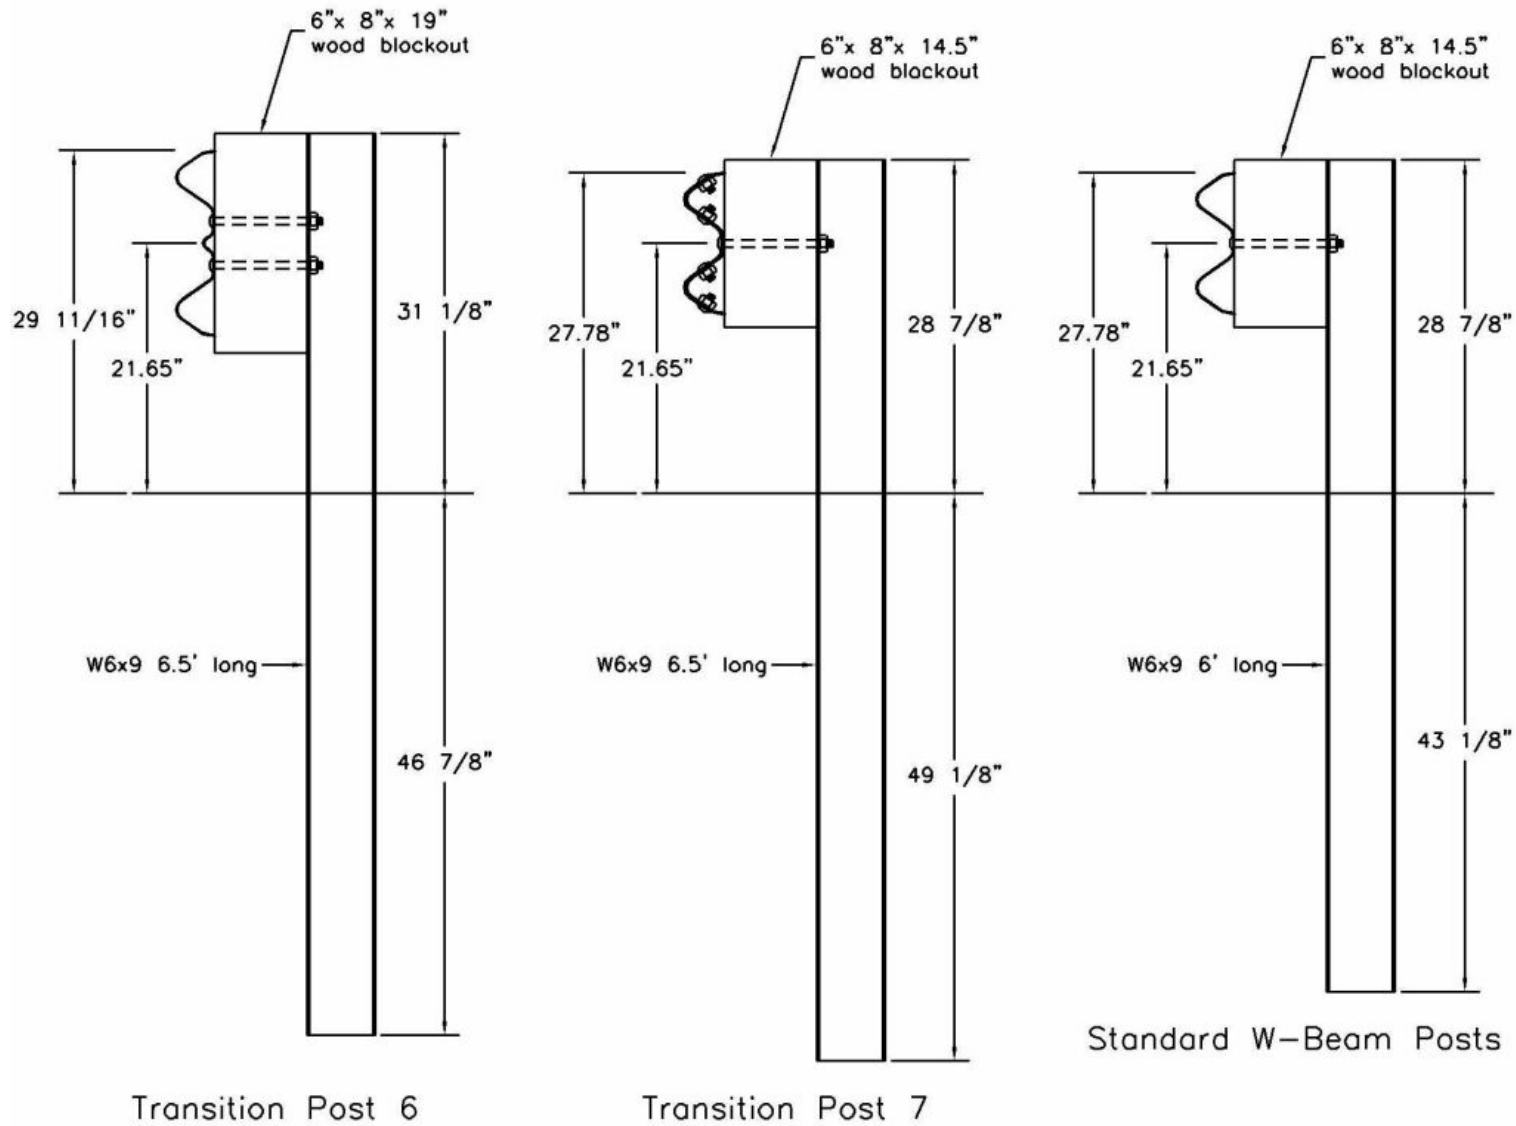 6"x 8"x 19"
wood blockout
29 11/16"
21.65"
31 1/8"
W6x9 6.5' long
46 7/8"
Transition Post 6
6"x 8"x 14.5"
wood blockout
27.78"
21.65"
28 7/8"
W6x9 6.5' long
49 1/8"
Transition Post 7
6"x 8"x 14.5"
wood blockout
27.78"
21.65"
28 7/8"
W6x9 6' long
43 1/8"
Standard W-Beam Posts